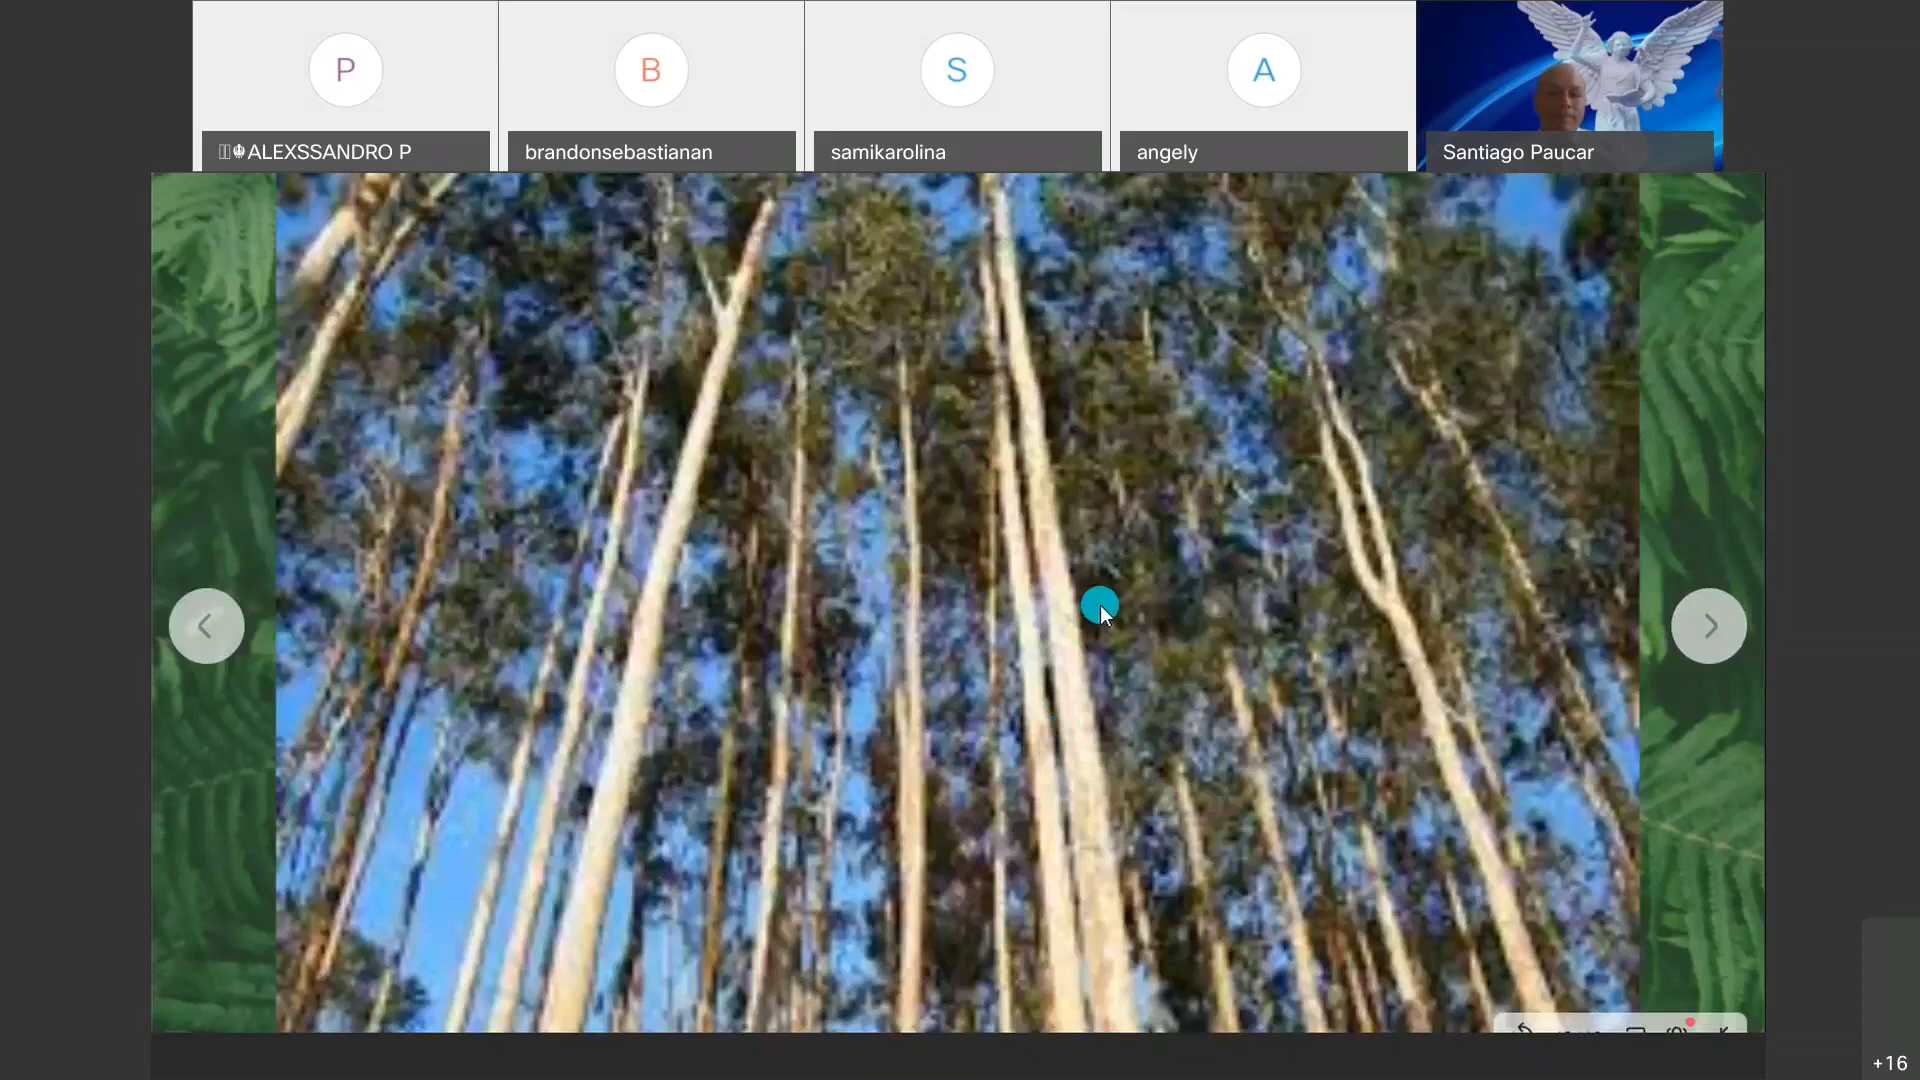 P
B
S
A
ALEXSSANDRO P
brandonsebastianan
samikarolina
angely
Santiago Paucar
+16